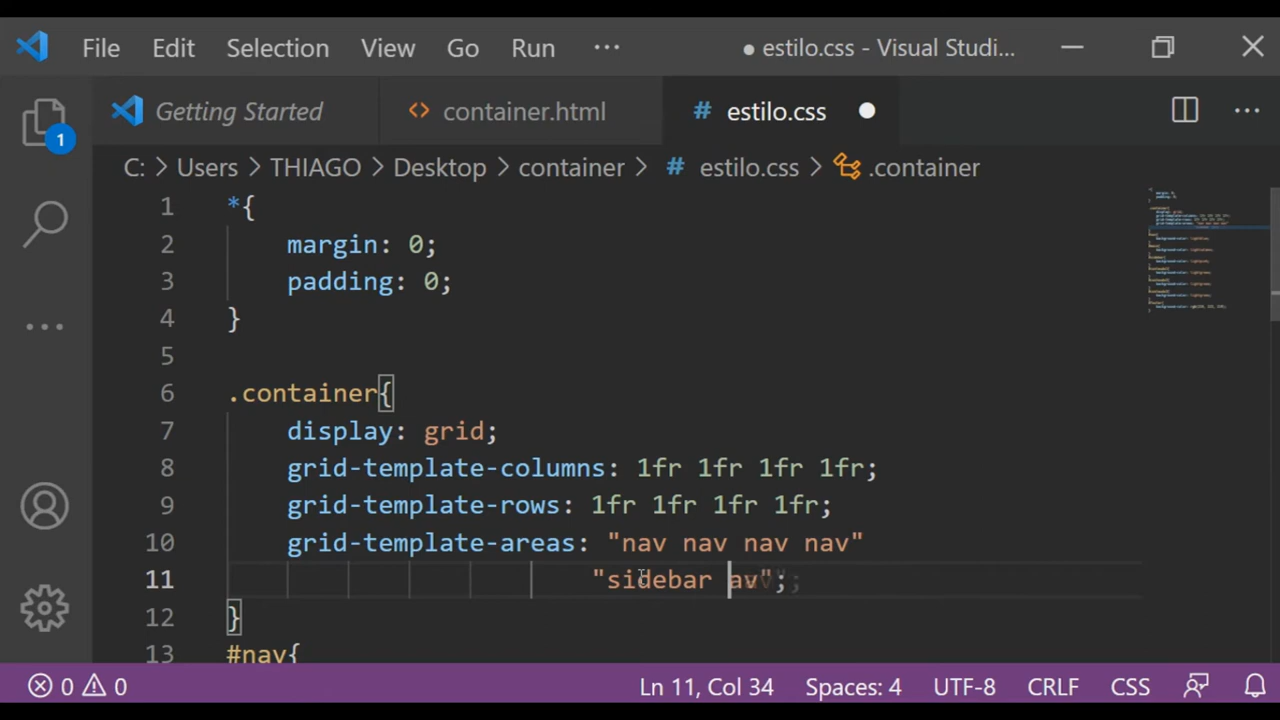 File Edit Selection View Go Run ··· ● estilo.css - Visual Studi...
Getting Started <> container.html # estilo.css
1
C: > Users > THIAGO > Desktop > container > # estilo.css > .container
1 *{
2 margin: 0;
3 padding: 0;
4 }
5
6 .container{
7 display: grid;
8 grid-template-columns: 1fr 1fr 1fr 1fr;
9 grid-template-rows: 1fr 1fr 1fr 1fr;
10 grid-template-areas: "nav nav nav nav"
11 "sidebar
12 }
13 #nav{
0 0 Ln 11, Col 34 Spaces: 4 UTF-8 CRLF CSS